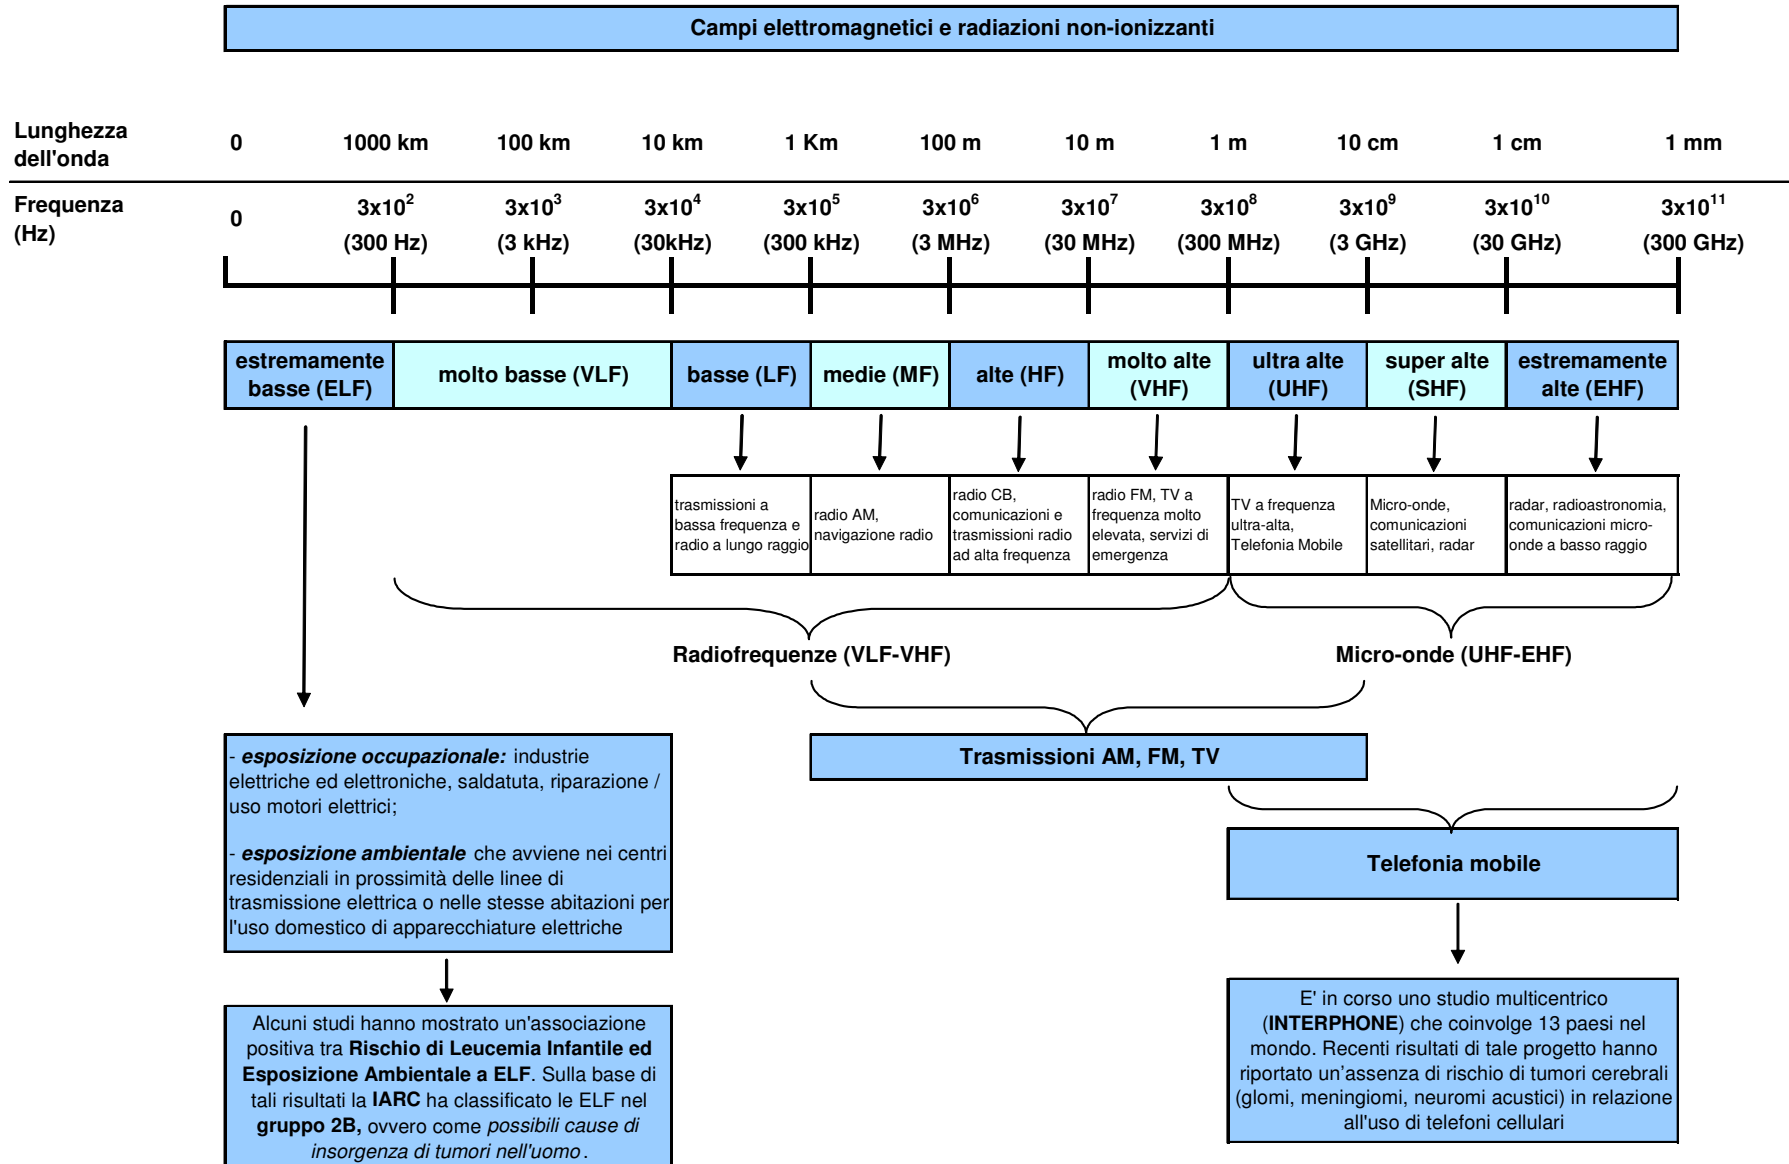 Campi elettromagnetici e radiazioni non-ionizzanti
Lunghezza
dell'onda
0 1000 km 100 km 10 km 1 Km 100 m 10 m 1 m 10 cm 1 cm 1 mm
Frequenza
(Hz)
0 3x10² 3x10³ 3x10⁴ 3x10⁵ 3x10⁶ 3x10⁷ 3x10⁸ 3x10⁹ 3x10¹⁰ 3x10¹¹
(300 Hz) (3 kHz) (30kHz) (300 kHz) (3 MHz) (30 MHz) (300 MHz) (3 GHz) (30 GHz) (300 GHz)
estremamente
basse (ELF)
molto basse (VLF)
basse (LF)
medie (MF)
alte (HF)
molto alte
(VHF)
ultra alte
(UHF)
super alte
(SHF)
estremamente
alte (EHF)
trasmissioni a
bassa frequenza e
radio a lungo raggio
radio AM,
navigazione radio
radio CB,
comunicazioni e
trasmissioni radio
ad alta frequenza
radio FM, TV a
frequenza molto
elevata, servizi di
emergenza
TV a frequenza
ultra-alta,
Telefonia Mobile
Micro-onde,
comunicazioni
satellitari, radar
radar, radioastronomia,
comunicazioni micro-
onde a basso raggio
Radiofrequenze (VLF-VHF)
Micro-onde (UHF-EHF)
Trasmissioni AM, FM, TV
- esposizione occupazionale: industrie
elettriche ed elettroniche, saldatuta, riparazione /
uso motori elettrici;
- esposizione ambientale che avviene nei centri
residenziali in prossimità delle linee di
trasmissione elettrica o nelle stesse abitazioni per
l'uso domestico di apparecchiature elettriche
Telefonia mobile
Alcuni studi hanno mostrato un'associazione
positiva tra Rischio di Leucemia Infantile ed
Esposizione Ambientale a ELF. Sulla base di
tali risultati la IARC ha classificato le ELF nel
gruppo 2B, ovvero come possibili cause di
insorgenza di tumori nell'uomo.
E' in corso uno studio multicentrico
(INTERPHONE) che coinvolge 13 paesi nel
mondo. Recenti risultati di tale progetto hanno
riportato un'assenza di rischio di tumori cerebrali
(glomi, meningiomi, neuromi acustici) in relazione
all'uso di telefoni cellulari